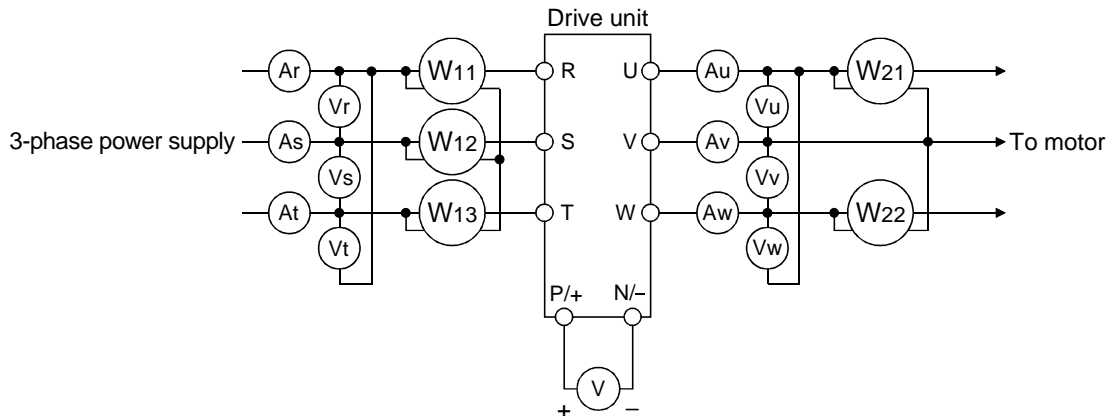 Drive unit
Ar
W11
R
U
Au
W21
Vr
Vu
3-phase power supply
As
W12
S
V
Av
To motor
Vs
Vv
At
W13
T
W
Aw
W22
Vt
Vw
P/+
N/−
V
+
−